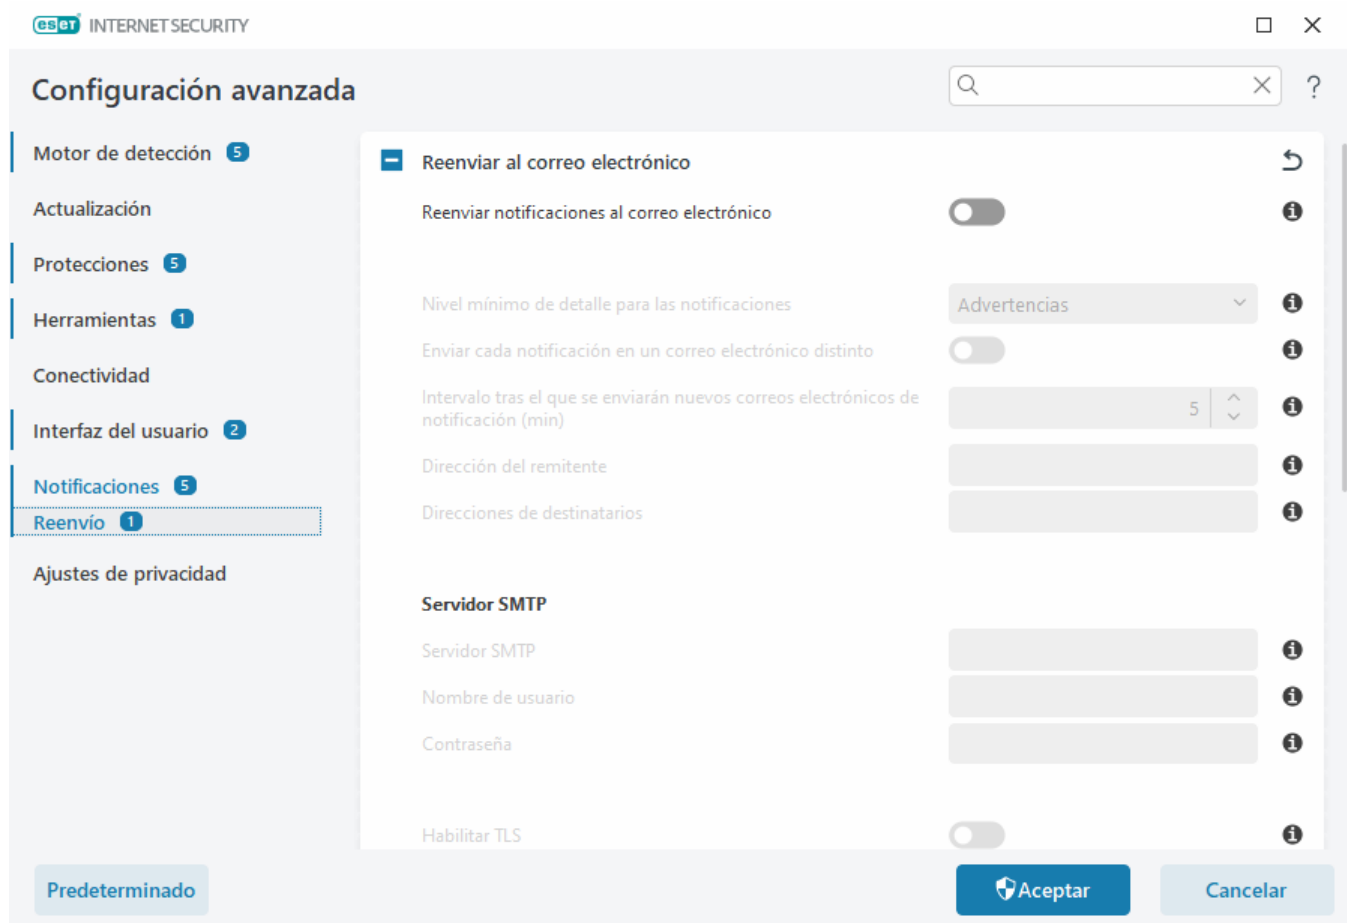 eset INTERNET SECURITY
Configuración avanzada
?
Motor de detección 5
Actualización
Protecciones 5
Herramientas 1
Conectividad
Interfaz del usuario 2
Notificaciones 5
Reenvío 1
Ajustes de privacidad
Reenviar al correo electrónico
Reenviar notificaciones al correo electrónico
Nivel mínimo de detalle para las notificaciones
Advertencias
Enviar cada notificación en un correo electrónico distinto
Intervalo tras el que se enviarán nuevos correos electrónicos de
notificación (min)
5
Dirección del remitente
Direcciones de destinatarios
Servidor SMTP
Servidor SMTP
Nombre de usuario
Contraseña
Habilitar TLS
Predeterminado
Aceptar
Cancelar